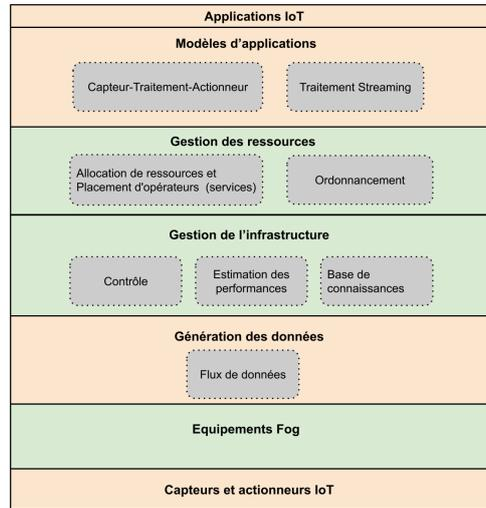 Applications IoT
Modèles d'applications
Capteur-Traitement-Actionneur
Traitement Streaming
Gestion des ressources
Allocation de ressources et
Placement d'opérateurs (services)
Ordonnancement
Gestion de l'infrastructure
Contrôle
Estimation des
performances
Base de
connaissances
Génération des données
Flux de données
Equipements Fog
Capteurs et actionneurs IoT